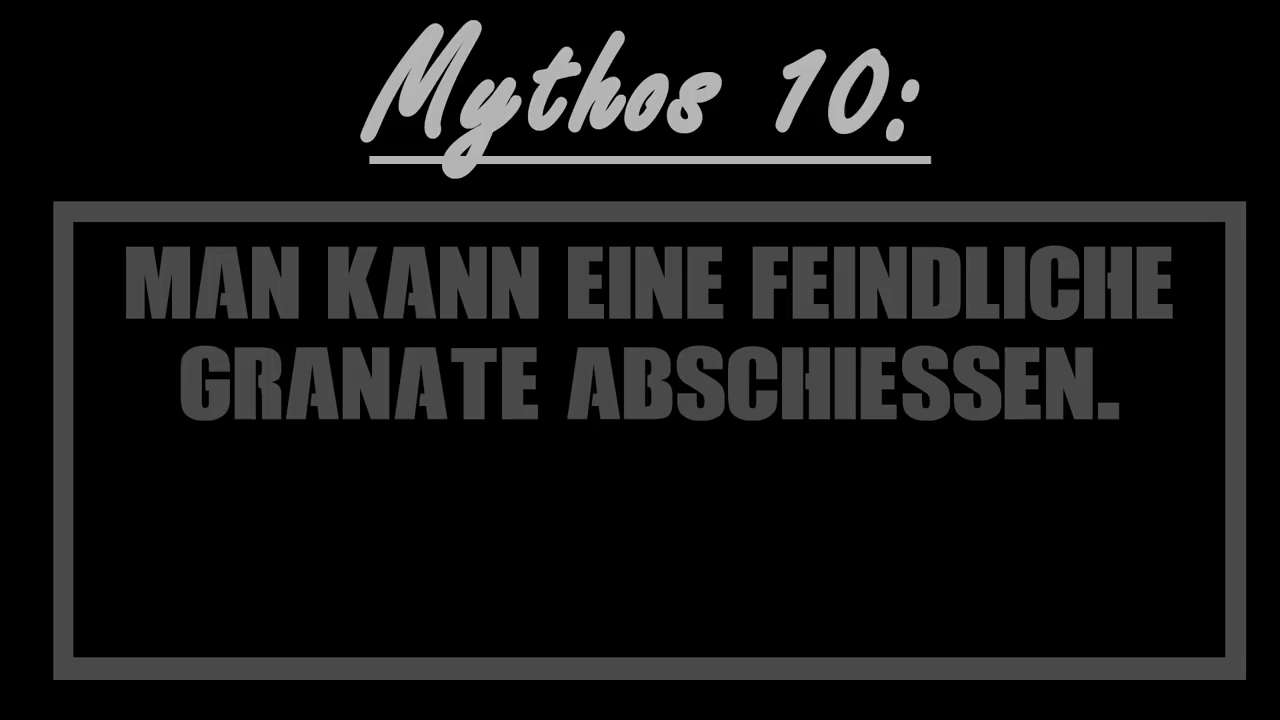 Mythos 10:
MAN KANN EINE FEINDLICHE
GRANATE ABSCHIESSEN.